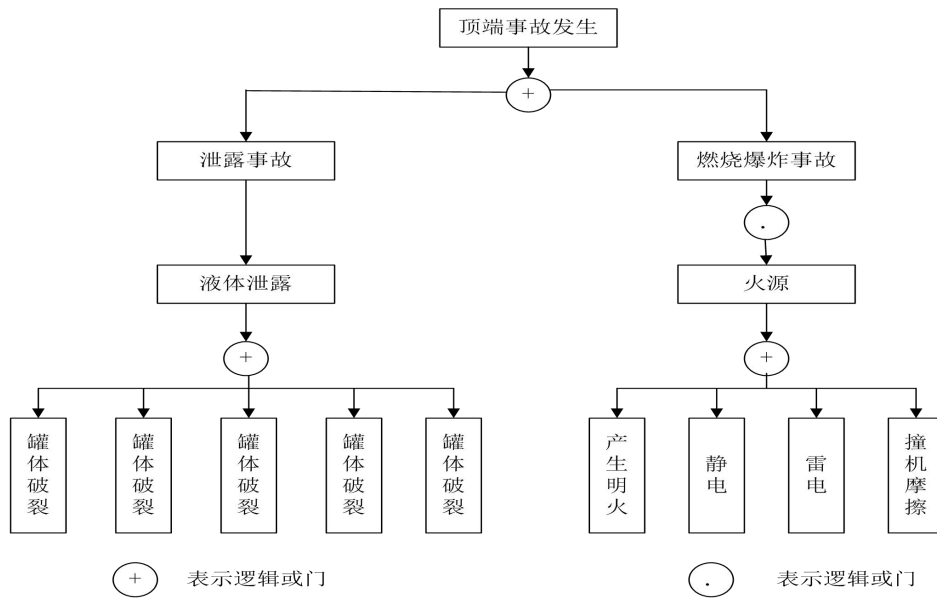 顶端事故发生
+
泄露事故
燃烧爆炸事故
.
液体泄露
火源
+
+
罐体破裂
罐体破裂
罐体破裂
罐体破裂
罐体破裂
产生明火
静电
雷电
撞机摩擦
+ 表示逻辑或门
. 表示逻辑或门